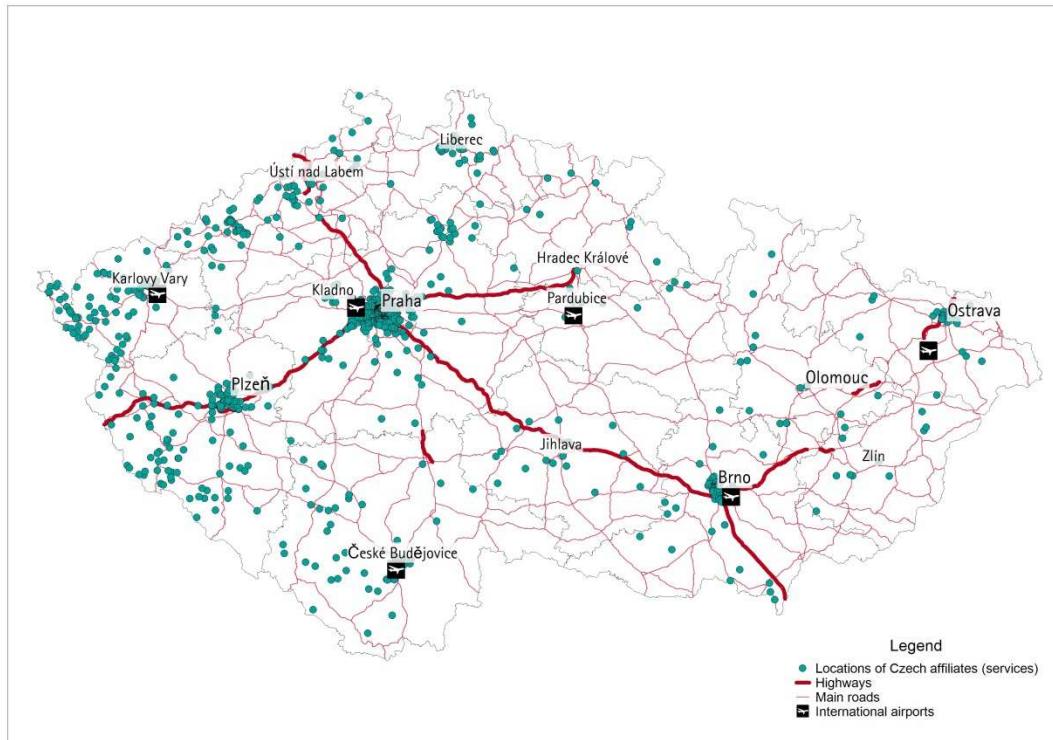 Liberec
Ústí nad Labem
Hradec Králové
Karlovy Vary
Kladno
Praha
Pardubice
Ostrava
Plzeň
Olomouc
Jihlava
Zlín
Brno
České Budějovice
Legend
Locations of Czech affiliates (services)
Highways
Main roads
International airports